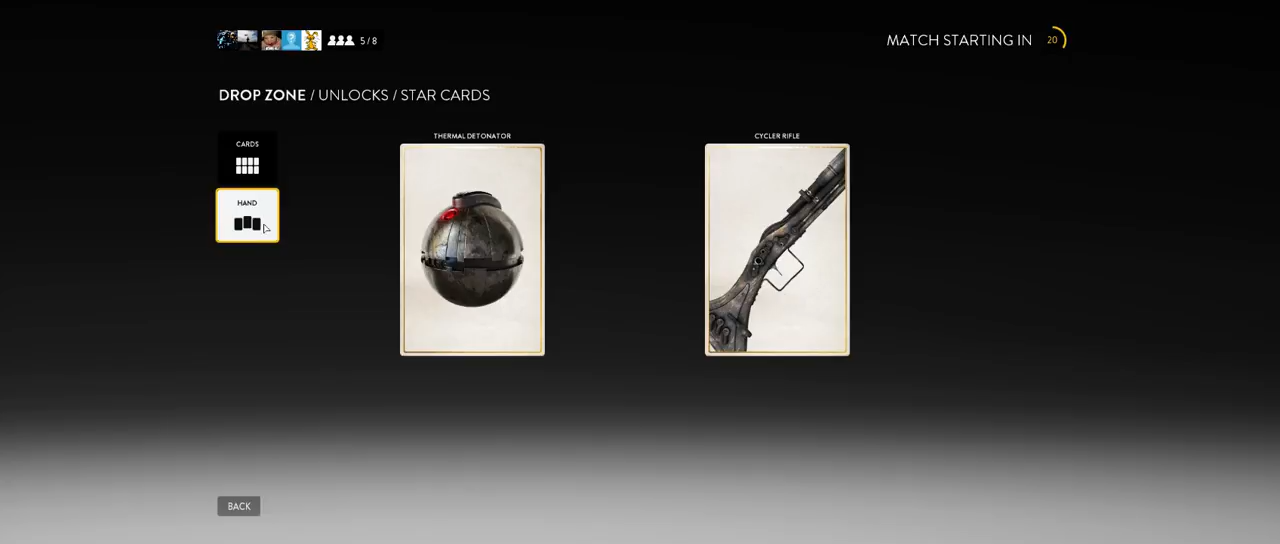 5 / 8
MATCH STARTING IN 20
DROP ZONE / UNLOCKS / STAR CARDS
CARDS
HAND
THERMAL DETONATOR
CYCLER RIFLE
BACK